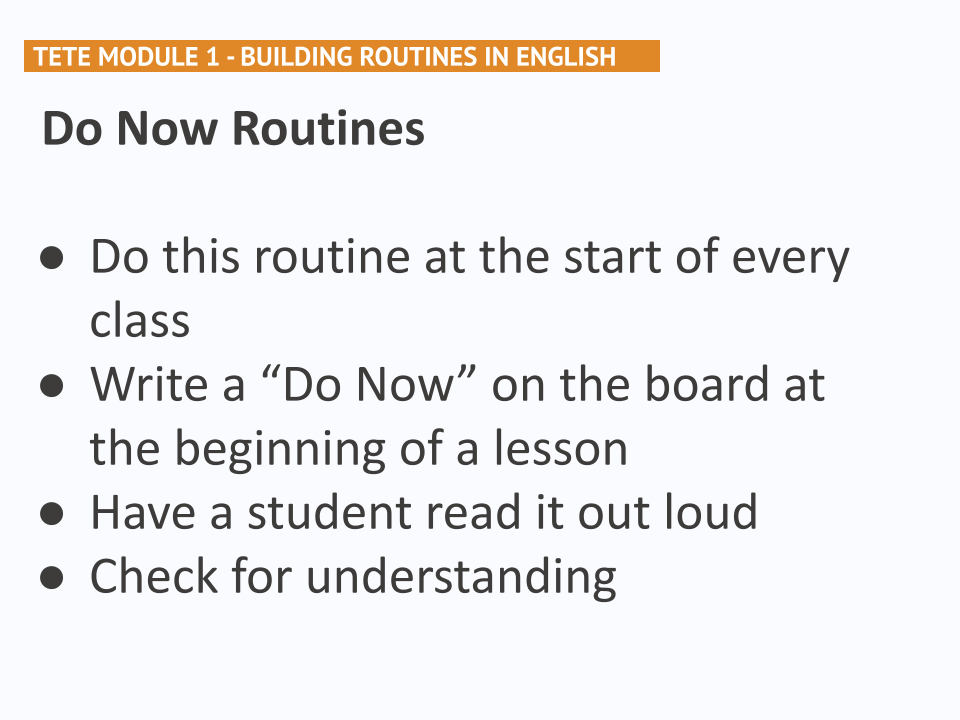 TETE MODULE 1 - BUILDING ROUTINES IN ENGLISH
Do Now Routines
● Do this routine at the start of every
class
● Write a “Do Now” on the board at
the beginning of a lesson
● Have a student read it out loud
● Check for understanding